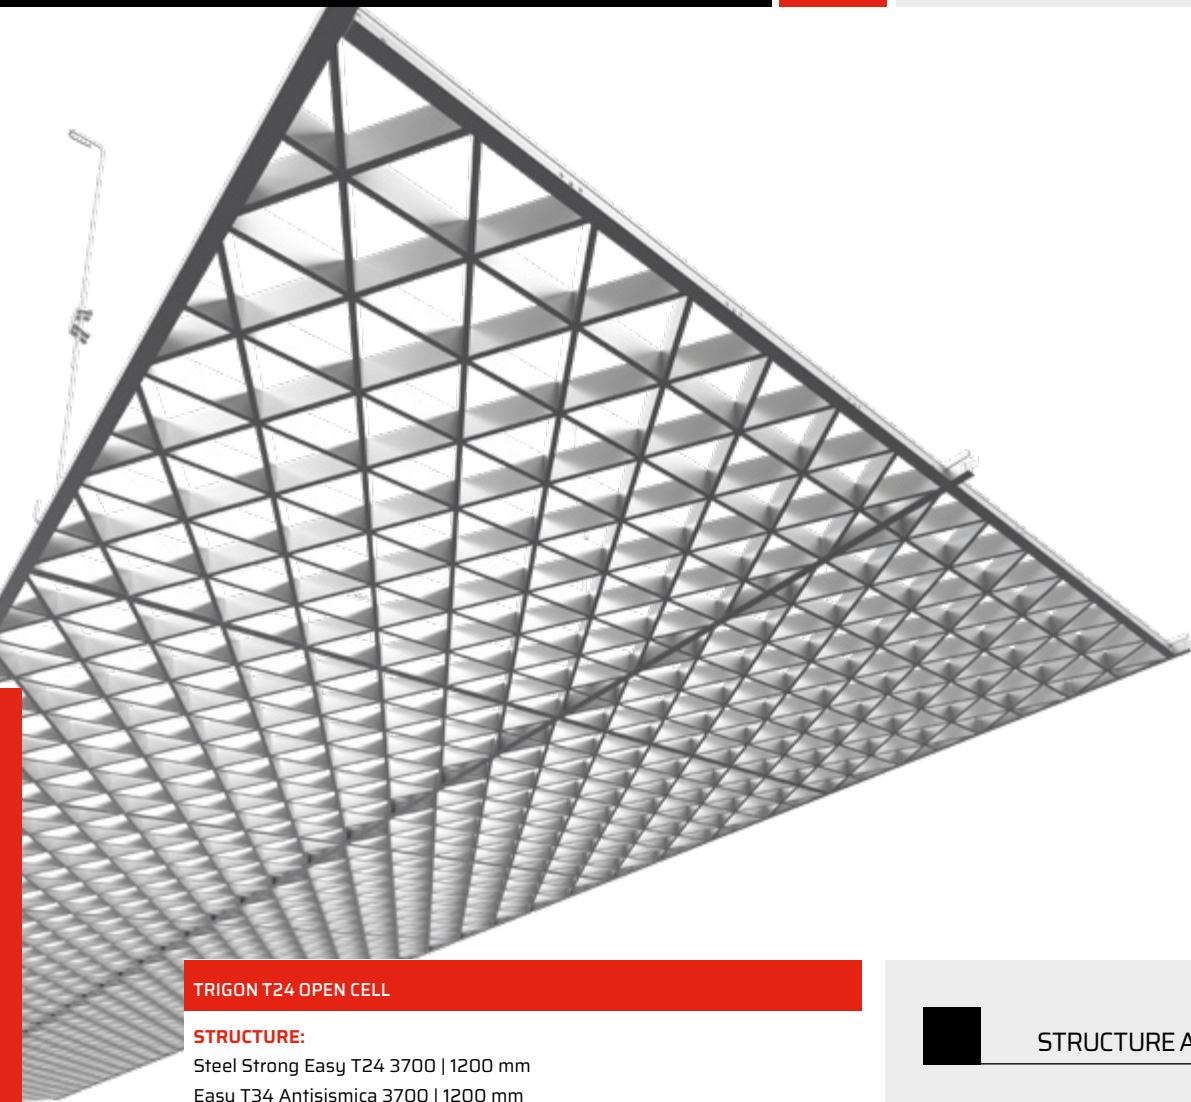 TRIGON T24 OPEN CELL
STRUCTURE:
Steel Strong Easy T24 3700 | 1200 mm
Easy T34 Antisismica 3700 | 1200 mm
STRUCTURE